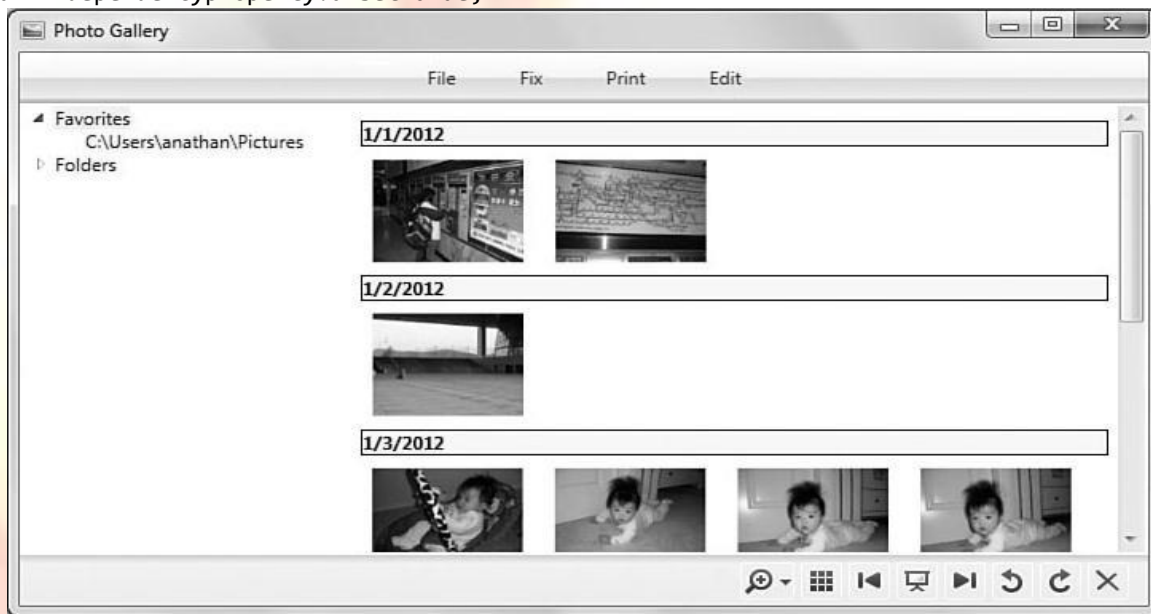 Photo Gallery
File Fix Print Edit
Favorites
C:\Users\anathan\Pictures
Folders
1/1/2012
1/2/2012
1/3/2012